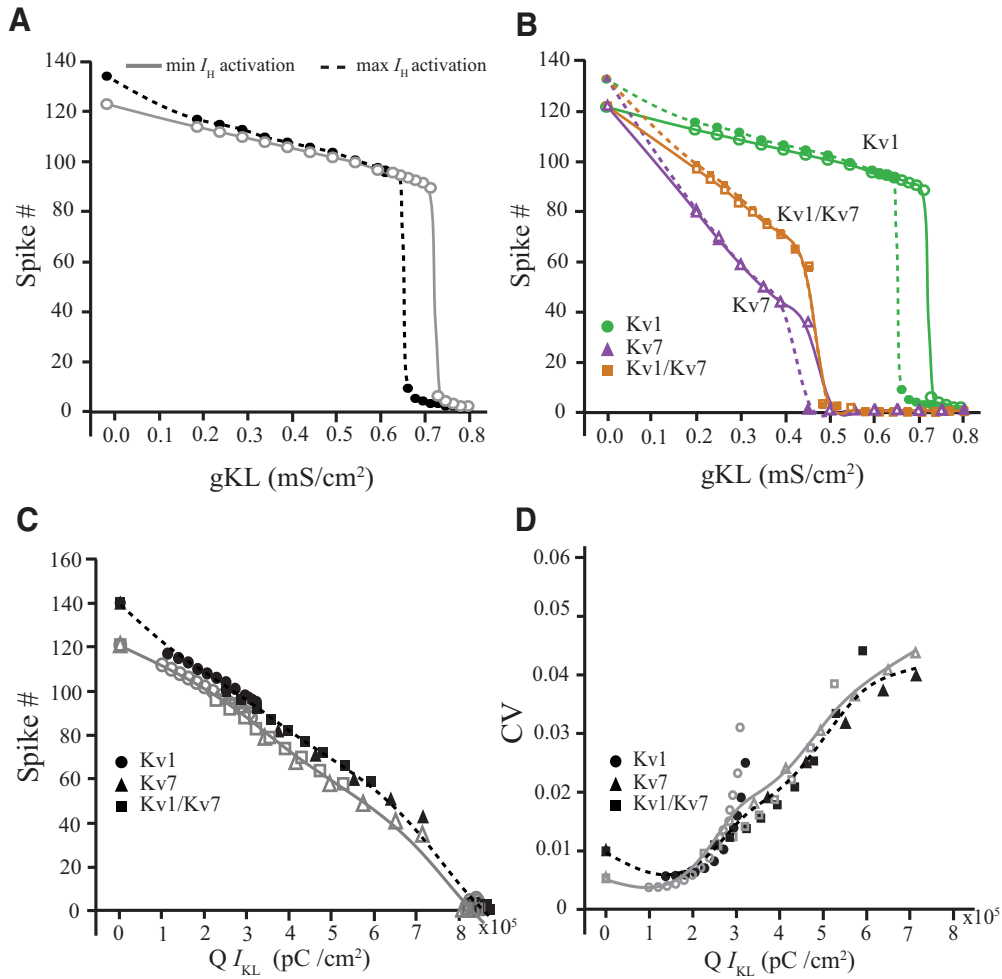 A
min I_H activation
max I_H activation
140
120
100
80
60
40
20
0
Spike #
0.0 0.1 0.2 0.3 0.4 0.5 0.6 0.7 0.8
gKL (mS/cm²)
B
140
120
100
80
60
40
20
0
Spike #
Kv1
Kv1/Kv7
Kv7
Kv1
Kv7
Kv1/Kv7
0.0 0.1 0.2 0.3 0.4 0.5 0.6 0.7 0.8
gKL (mS/cm²)
C
160
140
120
100
80
60
40
20
0
Spike #
Kv1
Kv7
Kv1/Kv7
0 1 2 3 4 5 6 7 8 x10⁵
Q I_KL (pC /cm²)
D
0.06
0.05
0.04
0.03
0.02
0.01
0
CV
Kv1
Kv7
Kv1/Kv7
0 1 2 3 4 5 6 7 8 x10⁵
Q I_KL (pC /cm²)